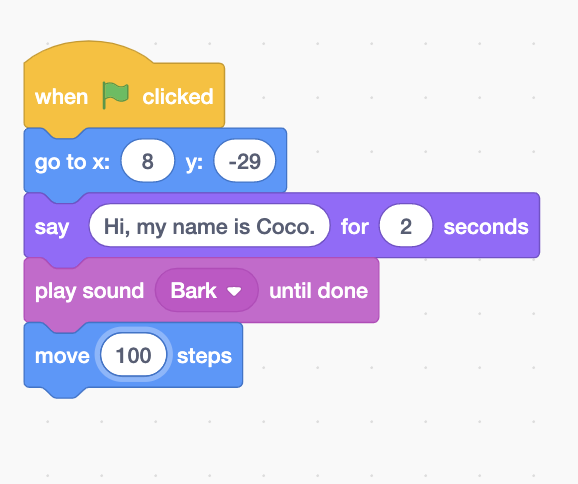 when clicked
go to x: 8 y: -29
say Hi, my name is Coco. for 2 seconds
play sound Bark until done
move 100 steps